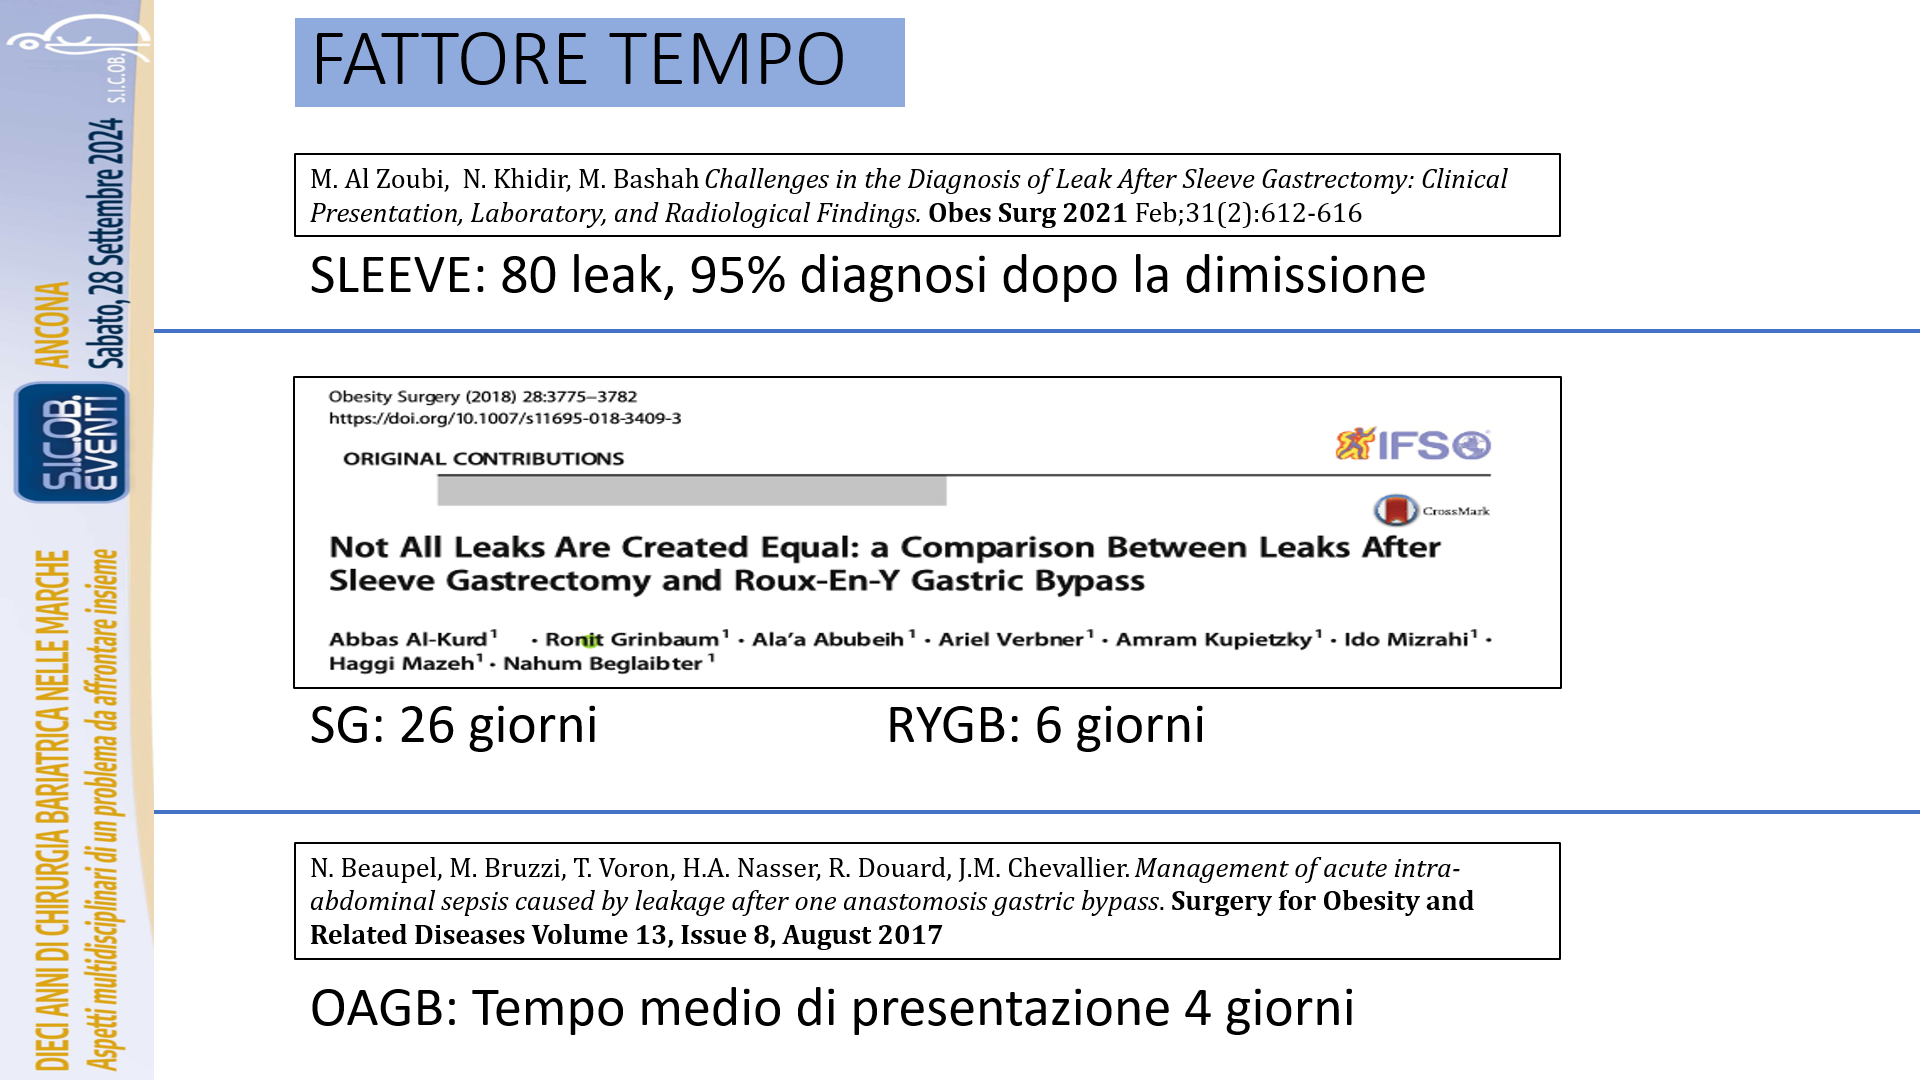 FATTORE TEMPO
M. Al Zoubi, N. Khidir, M. Bashah Challenges in the Diagnosis of Leak After Sleeve Gastrectomy: Clinical
Presentation, Laboratory, and Radiological Findings. Obes Surg 2021 Feb;31(2):612-616
SLEEVE: 80 leak, 95% diagnosi dopo la dimissione
Obesity Surgery (2018) 28:3775–3782
https://doi.org/10.1007/s11695-018-3409-3
ORIGINAL CONTRIBUTIONS
IFSO
CrossMark
Not All Leaks Are Created Equal: a Comparison Between Leaks After
Sleeve Gastrectomy and Roux-En-Y Gastric Bypass
Abbas Al-Kurd1 · Ronit Grinbaum1 · Ala’a Abubeih1 · Ariel Verbner1 · Amram Kupietzky1 · Ido Mizrahi1 ·
Haggi Mazeh1 · Nahum Beglaibter1
SG: 26 giorni
RYGB: 6 giorni
N. Beaupel, M. Bruzzi, T. Voron, H.A. Nasser, R. Douard, J.M. Chevallier. Management of acute intra-
abdominal sepsis caused by leakage after one anastomosis gastric bypass. Surgery for Obesity and
Related Diseases Volume 13, Issue 8, August 2017
OAGB: Tempo medio di presentazione 4 giorni
DIECI ANNI DI CHIRURGIA BARIATRICA NELLE MARCHE
Aspetti multidisciplinari di un problema da affrontare insieme
S.I.C.OB.
EVENTI
ANCONA
Sabato, 28 Settembre 2024
S.I.C.OB.